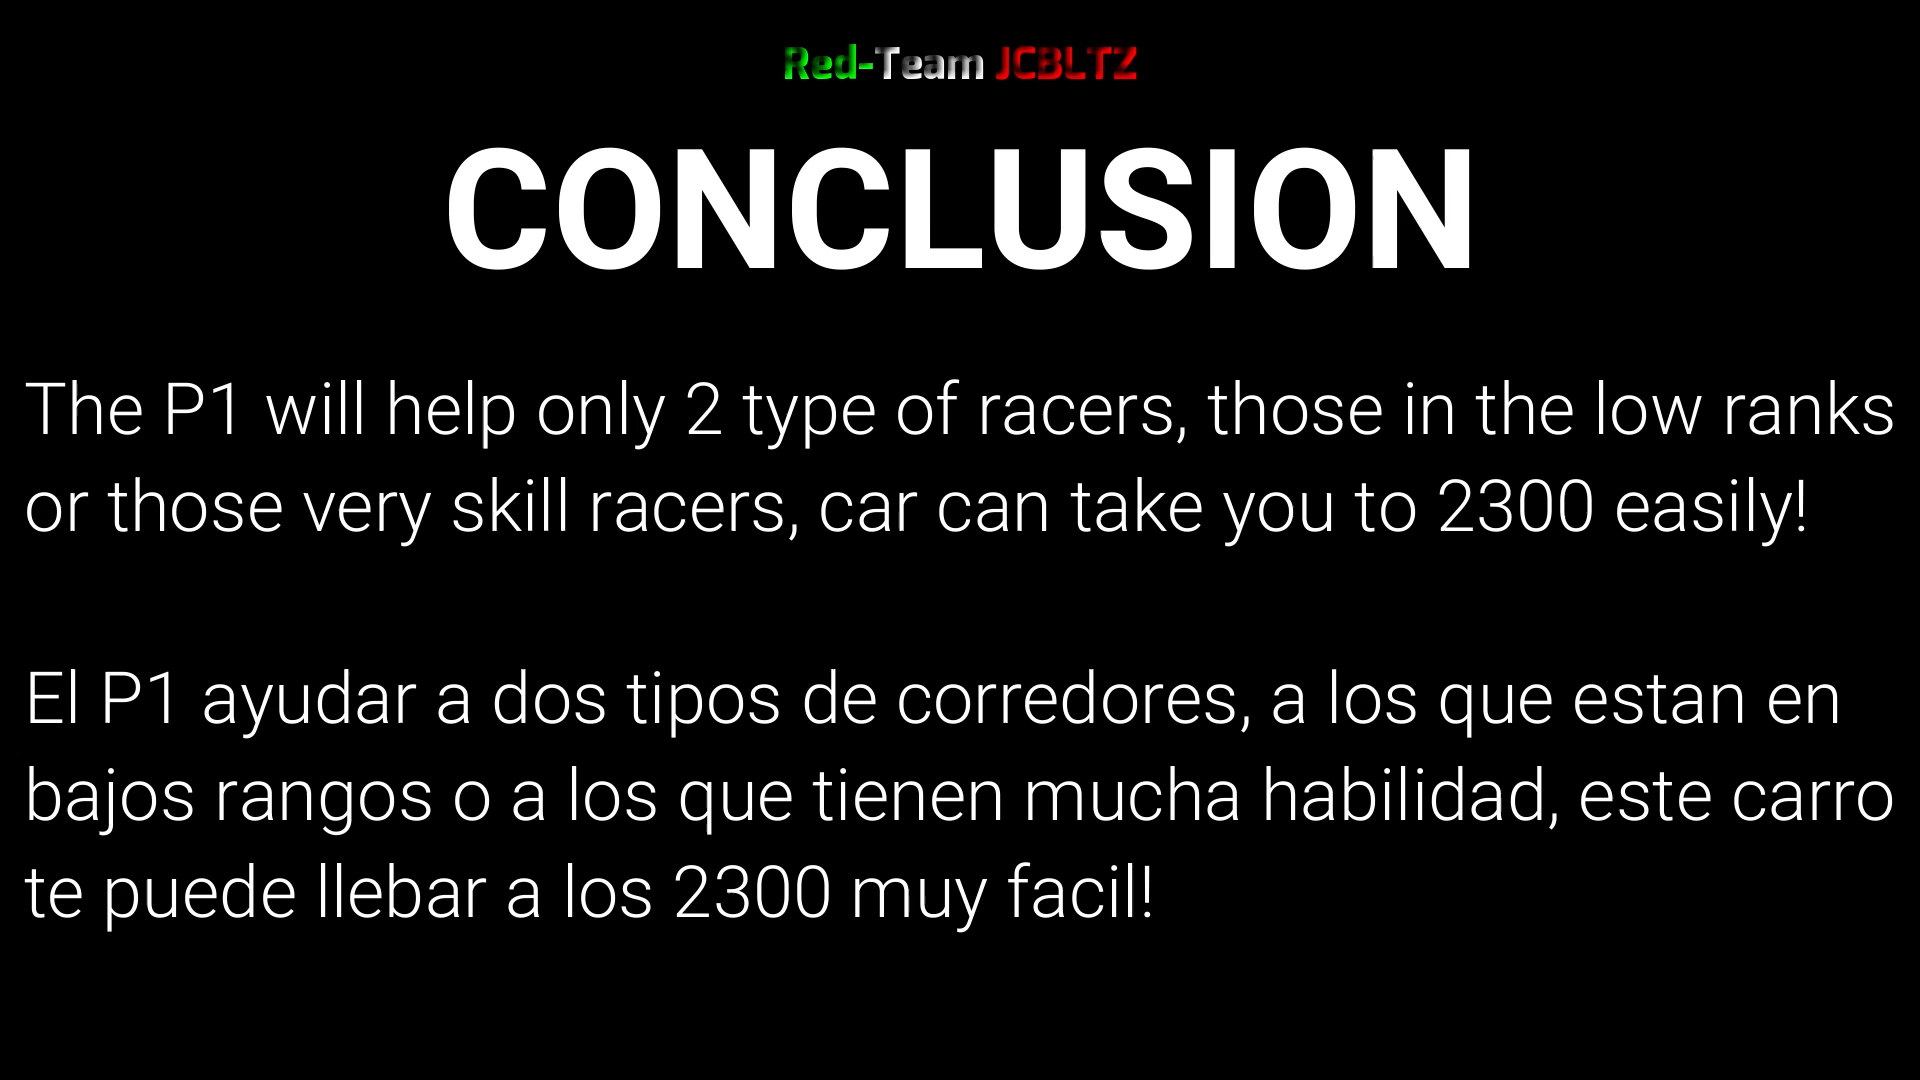 Red-Team JCBLTZ
CONCLUSION
The P1 will help only 2 type of racers, those in the low ranks
or those very skill racers, car can take you to 2300 easily!
El P1 ayudar a dos tipos de corredores, a los que estan en
bajos rangos o a los que tienen mucha habilidad, este carro
te puede llebar a los 2300 muy facil!